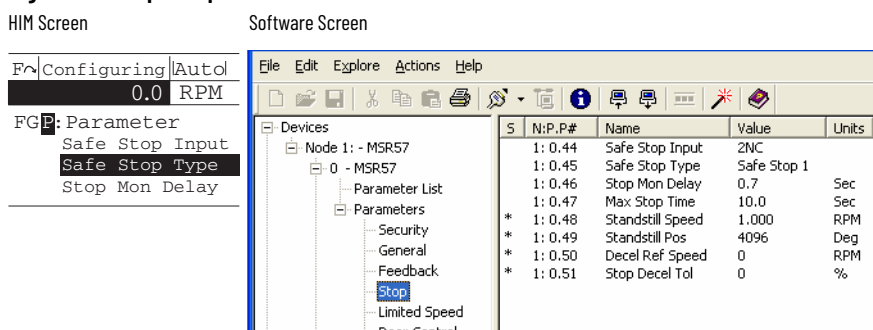 HIM Screen
Software Screen
F Configuring Auto
0.0 RPM
FGP: Parameter
Safe Stop Input
Safe Stop Type
Stop Mon Delay
File Edit Explore Actions Help
Devices
Node 1: - MSR57
0 - MSR57
Parameter List
Parameters
Security
General
Feedback
Stop
Limited Speed
S N:P.P# Name Value Units
1: 0.44 Safe Stop Input 2NC
1: 0.45 Safe Stop Type Safe Stop 1
1: 0.46 Stop Mon Delay 0.7 Sec
1: 0.47 Max Stop Time 10.0 Sec
* 1: 0.48 Standstill Speed 1.000 RPM
* 1: 0.49 Standstill Pos 4096 Deg
* 1: 0.50 Decel Ref Speed 0 RPM
* 1: 0.51 Stop Decel Tol 0 %